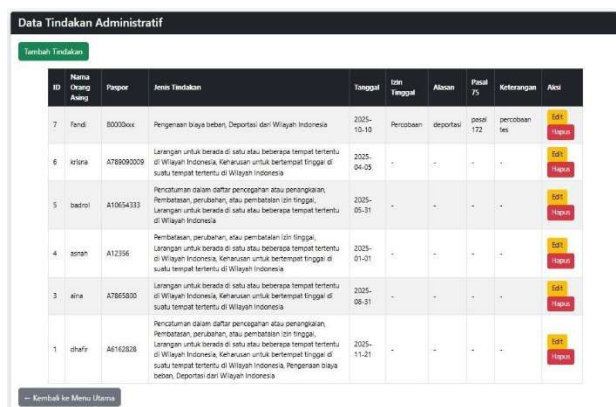 Data Tindakan Administratif
Tambah Tindakan
ID Nama Orang Asing Paspor Jenis Tindakan Tanggal Izin Tinggal Alasan Pasal 75 Keterangan Aksi
7 Fandi B0000xxx Pengenaan biaya beban, Deportasi dari Wilayah Indonesia 2025-10-10 Percobaan deportasi pasal 172 percobaan tes Edit Hapus
6 krisna A789090009 Larangan untuk berada di satu atau beberapa tempat tertentu
di Wilayah Indonesia, Keharusan untuk bertempat tinggal di
suatu tempat tertentu di Wilayah Indonesia 2025-04-05 - - - - Edit Hapus
5 badrol A10654333 Pencatuman dalam daftar pencegahan atau penangkalan,
Pembatasan, perubahan, atau pembatalan izin tinggal,
Larangan untuk berada di satu atau beberapa tempat tertentu
di Wilayah Indonesia 2025-05-31 - - - - Edit Hapus
4 asnah A12356 Pembatasan, perubahan, atau pembatalan izin tinggal,
Larangan untuk berada di satu atau beberapa tempat tertentu
di Wilayah Indonesia, Keharusan untuk bertempat tinggal di
suatu tempat tertentu di Wilayah Indonesia 2025-01-01 - - - - Edit Hapus
3 aina A7865800 Larangan untuk berada di satu atau beberapa tempat tertentu
di Wilayah Indonesia, Keharusan untuk bertempat tinggal di
suatu tempat tertentu di Wilayah Indonesia 2025-08-31 - - - - Edit Hapus
1 dhafir A6162828 Pencatuman dalam daftar pencegahan atau penangkalan,
Pembatasan, perubahan, atau pembatalan izin tinggal,
Larangan untuk berada di satu atau beberapa tempat tertentu
di Wilayah Indonesia, Keharusan untuk bertempat tinggal di
suatu tempat tertentu di Wilayah Indonesia, Pengenaan biaya
beban, Deportasi dari Wilayah Indonesia 2025-11-21 - - - - Edit Hapus
← Kembali ke Menu Utama